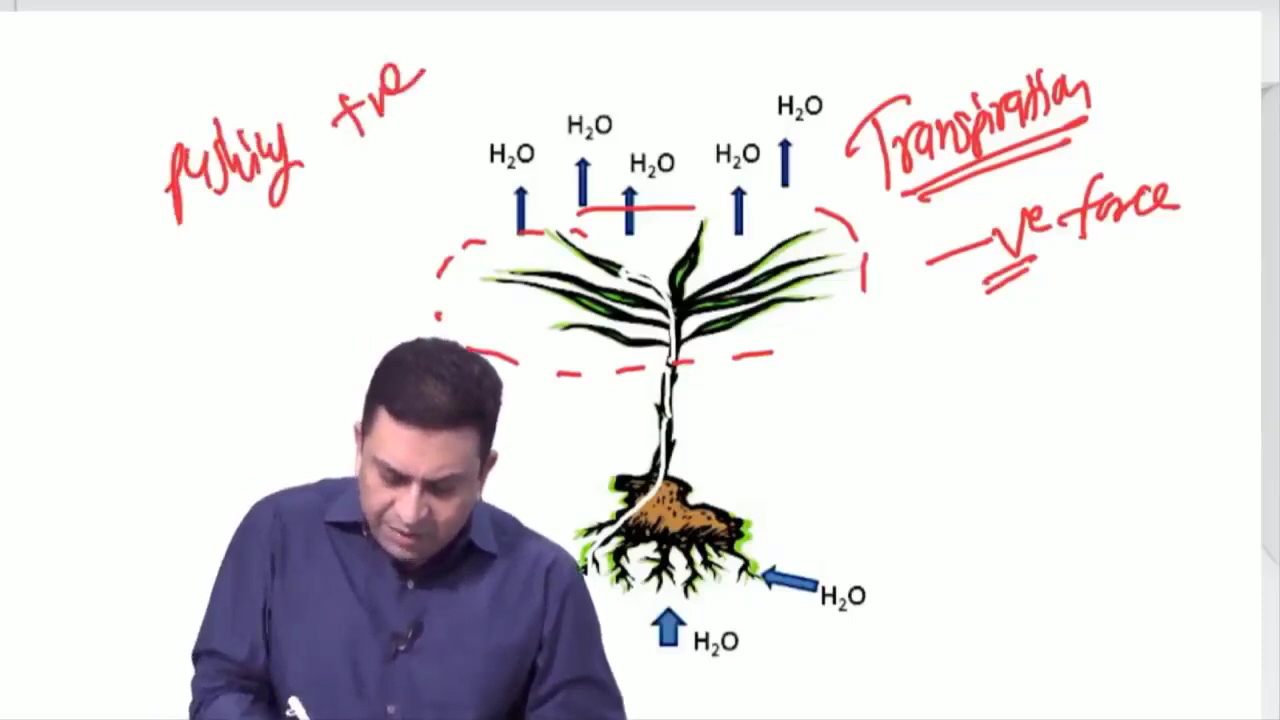 pushing +ve
H₂O
H₂O
H₂O
H₂O
H₂O
Transpiration
-ve force
H₂O
H₂O